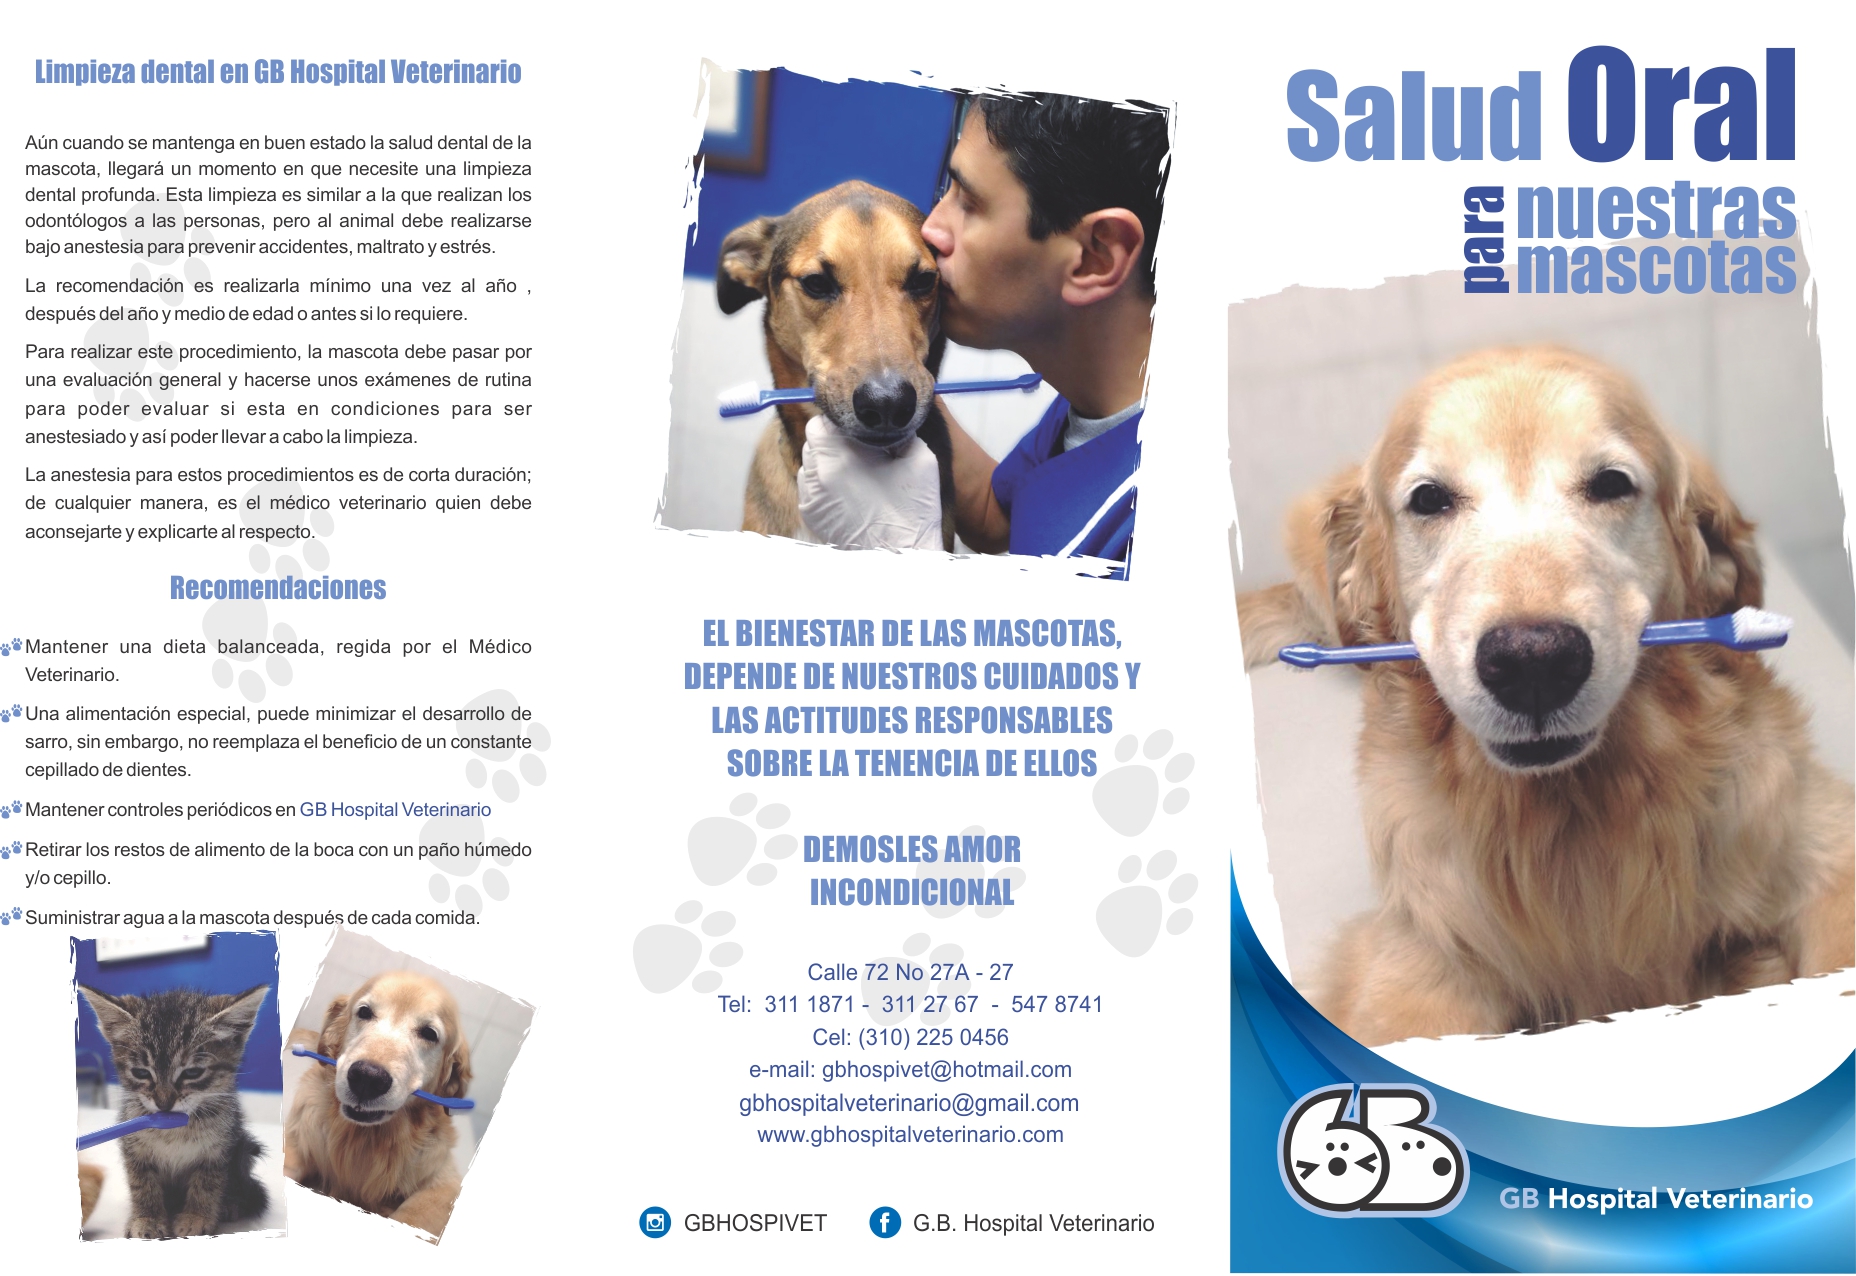 Limpieza dental en GB Hospital Veterinario
Aún cuando se mantenga en buen estado la salud dental de la
mascota, llegará un momento en que necesite una limpieza
dental profunda. Esta limpieza es similar a la que realizan los
odontólogos a las personas, pero al animal debe realizarse
bajo anestesia para prevenir accidentes, maltrato y estrés.
La recomendación es realizarla mínimo una vez al año ,
después del año y medio de edad o antes si lo requiere.
Para realizar este procedimiento, la mascota debe pasar por
una evaluación general y hacerse unos exámenes de rutina
para poder evaluar si esta en condiciones para ser
anestesiado y así poder llevar a cabo la limpieza.
La anestesia para estos procedimientos es de corta duración;
de cualquier manera, es el médico veterinario quien debe
aconsejarte y explicarte al respecto.
Recomendaciones
Mantener una dieta balanceada, regida por el Médico
Veterinario.
Una alimentación especial, puede minimizar el desarrollo de
sarro, sin embargo, no reemplaza el beneficio de un constante
cepillado de dientes.
Mantener controles periódicos en GB Hospital Veterinario
Retirar los restos de alimento de la boca con un paño húmedo
y/o cepillo.
Suministrar agua a la mascota después de cada comida.
EL BIENESTAR DE LAS MASCOTAS,
DEPENDE DE NUESTROS CUIDADOS Y
LAS ACTITUDES RESPONSABLES
SOBRE LA TENENCIA DE ELLOS
DEMOSLES AMOR
INCONDICIONAL
Calle 72 No 27A - 27
Tel: 311 1871 - 311 27 67 - 547 8741
Cel: (310) 225 0456
e-mail: gbhospivet@hotmail.com
gbhospitalveterinario@gmail.com
www.gbhospitalveterinario.com
GBHOSPIVET
G.B. Hospital Veterinario
Salud Oral
para nuestras
mascotas
GB
GB Hospital Veterinario